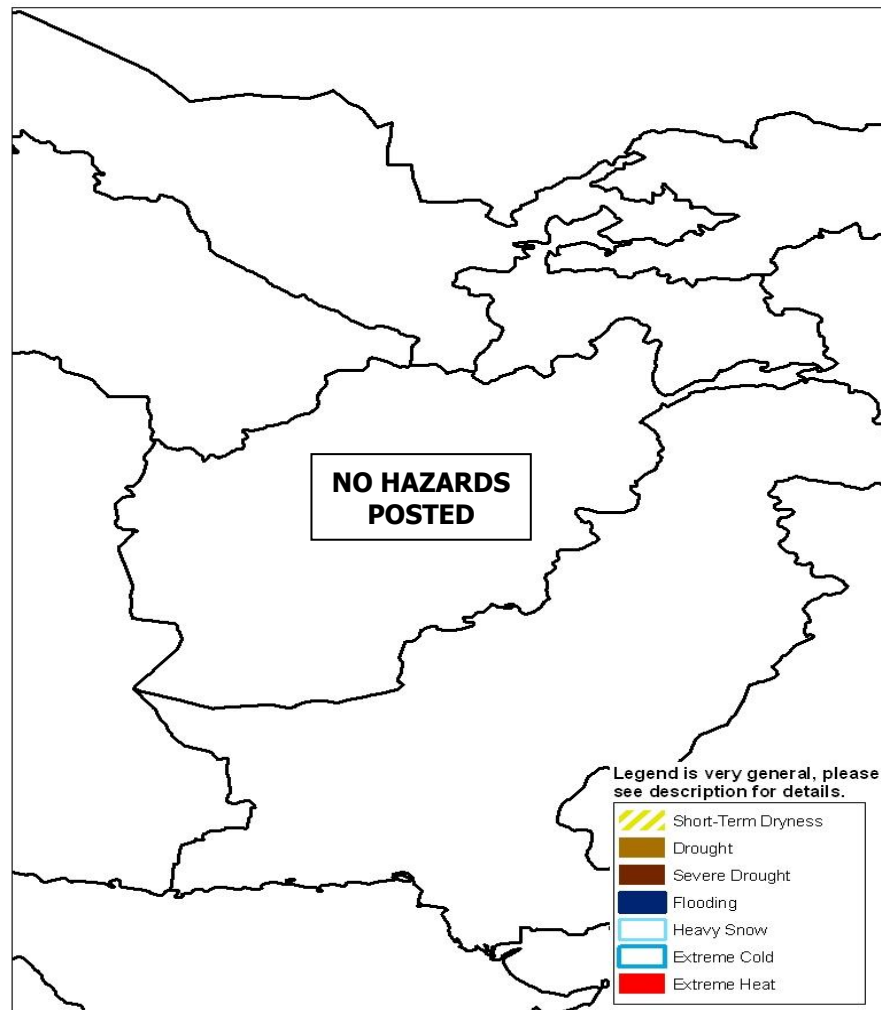 NO HAZARDS
POSTED
Legend is very general, please
see description for details.
Short-Term Dryness
Drought
Severe Drought
Flooding
Heavy Snow
Extreme Cold
Extreme Heat